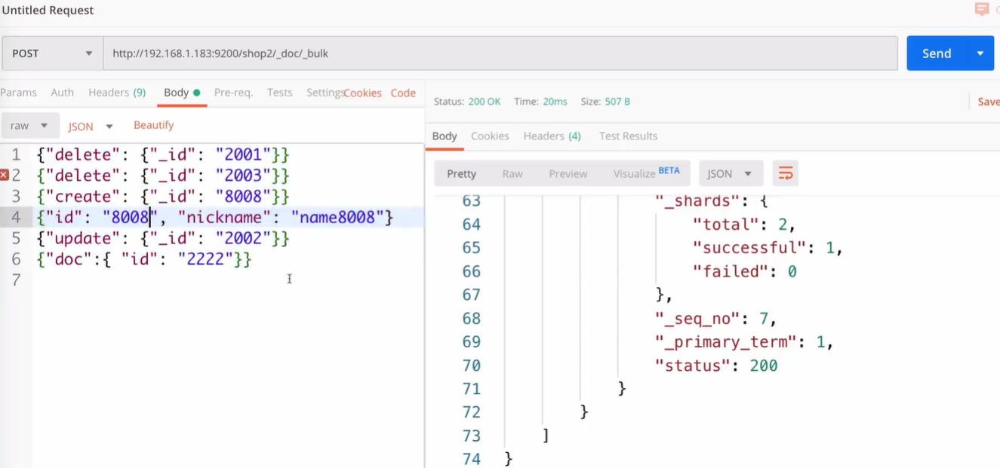 Untitled Request
POST http://192.168.1.183:9200/shop2/_doc/_bulk Send
Params Auth Headers (9) Body Pre-req. Tests Settings Cookies Code
raw JSON Beautify
1 {"delete": {"_id": "2001"}}
2 {"delete": {"_id": "2003"}}
3 {"create": {"_id": "8008"}}
4 {"id": "8008", "nickname": "name8008"}
5 {"update": {"_id": "2002"}}
6 {"doc":{ "id": "2222"}}
7
Status: 200 OK Time: 20ms Size: 507 B Save
Body Cookies Headers (4) Test Results
Pretty Raw Preview Visualize BETA JSON
63 "_shards": {
64 "total": 2,
65 "successful": 1,
66 "failed": 0
67 },
68 "_seq_no": 7,
69 "_primary_term": 1,
70 "status": 200
71 }
72 }
73 ]
74 }